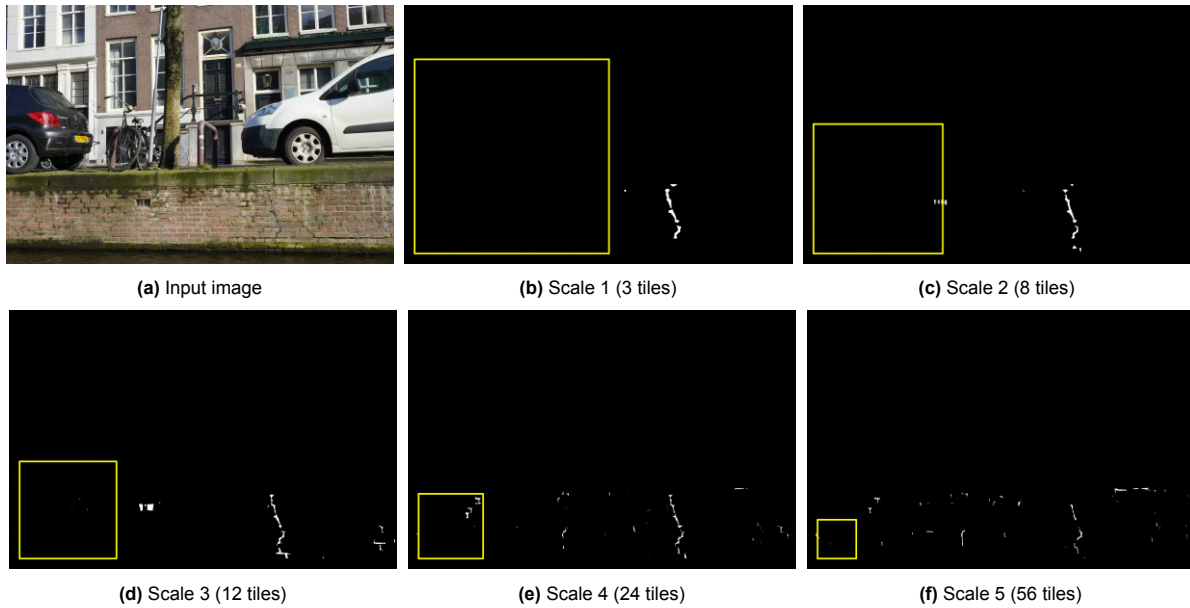 (a) Input image
(b) Scale 1 (3 tiles)
(c) Scale 2 (8 tiles)
(d) Scale 3 (12 tiles)
(e) Scale 4 (24 tiles)
(f) Scale 5 (56 tiles)